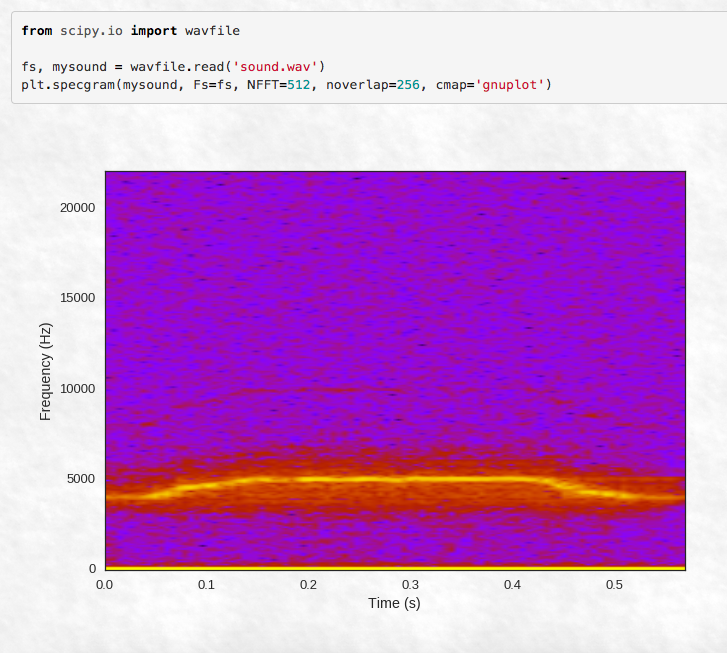 from scipy.io import wavfile
fs, mysound = wavfile.read('sound.wav')
plt.specgram(mysound, Fs=fs, NFFT=512, noverlap=256, cmap='gnuplot')
20000
15000
10000
5000
0
Frequency (Hz)
0.0 0.1 0.2 0.3 0.4 0.5
Time (s)